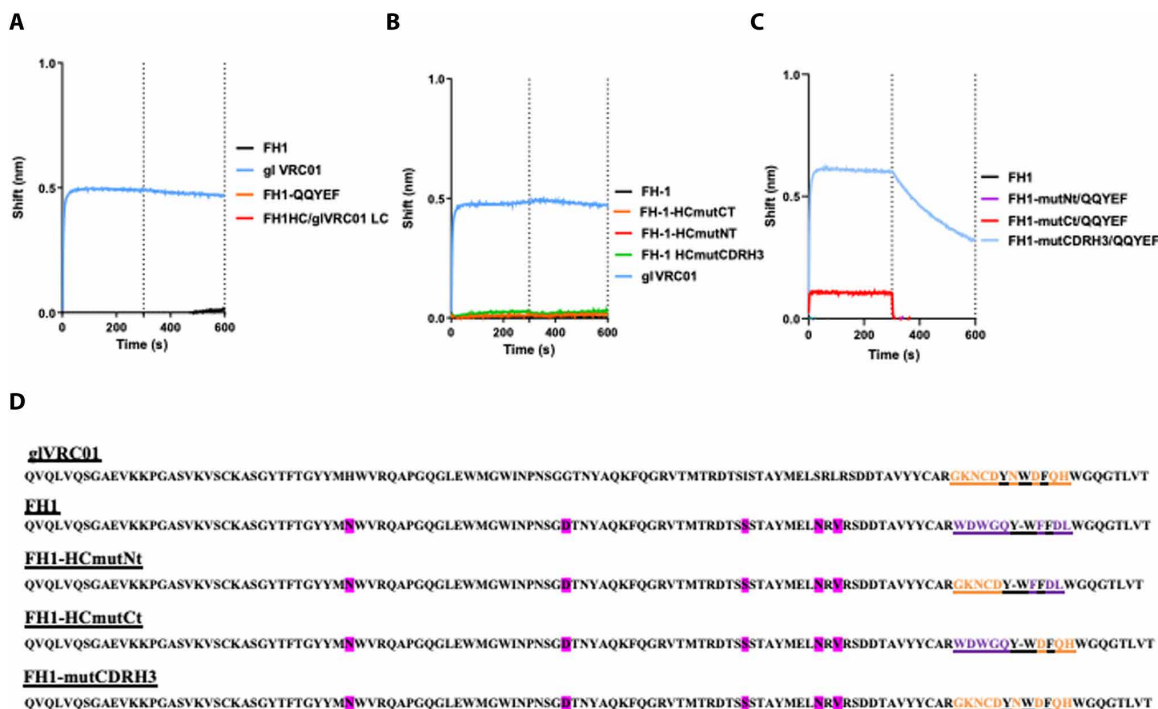 A
B
C
1.0
0.5
0.0
Shift (nm)
0
200
400
600
Time (s)
FH1
gl VRC01
FH1-QQYEF
FH1HC/glVRC01 LC
1.0
0.5
0.0
Shift (nm)
0
200
400
600
Time (s)
FH-1
FH-1-HCmutCT
FH-1-HCmutNT
FH-1 HCmutCDRH3
gl VRC01
1.0
0.5
0.0
Shift (nm)
0
200
400
600
Time (s)
FH1
FH1-mutNt/QQYEF
FH1-mutCt/QQYEF
FH1-mutCDRH3/QQYEF
D
glVRC01
QVQLVQSGAEVKKPGASVKVSCKASGYTFTGYYMHWVRQAPGQGLEWMGWINPNSGGTNYAQKFQGRVTMTRDTSISTAYMELSRLRSDDTAVYYCARGKNCDYNWDFQHWGQGTLVT
FH1
QVQLVQSGAEVKKPGASVKVSCKASGYTFTGYYMNWVRQAPGQGLEWMGWINPNSGDTNYAQKFQGRVTMTRDTSSSTAYMELNRVRSDDTAVYYCARWDWGQY-WFFDLWGQGTLVT
FH1-HCmutNt
QVQLVQSGAEVKKPGASVKVSCKASGYTFTGYYMNWVRQAPGQGLEWMGWINPNSGDTNYAQKFQGRVTMTRDTSSSTAYMELNRVRSDDTAVYYCARGKNCDY-WFFDLWGQGTLVT
FH1-HCmutCt
QVQLVQSGAEVKKPGASVKVSCKASGYTFTGYYMNWVRQAPGQGLEWMGWINPNSGDTNYAQKFQGRVTMTRDTSSSTAYMELNRVRSDDTAVYYCARWDWGQY-WDFQHWGQGTLVT
FH1-mutCDRH3
QVQLVQSGAEVKKPGASVKVSCKASGYTFTGYYMNWVRQAPGQGLEWMGWINPNSGDTNYAQKFQGRVTMTRDTSSSTAYMELNRVRSDDTAVYYCARGKNCDYNWDFQHWGQGTLVT